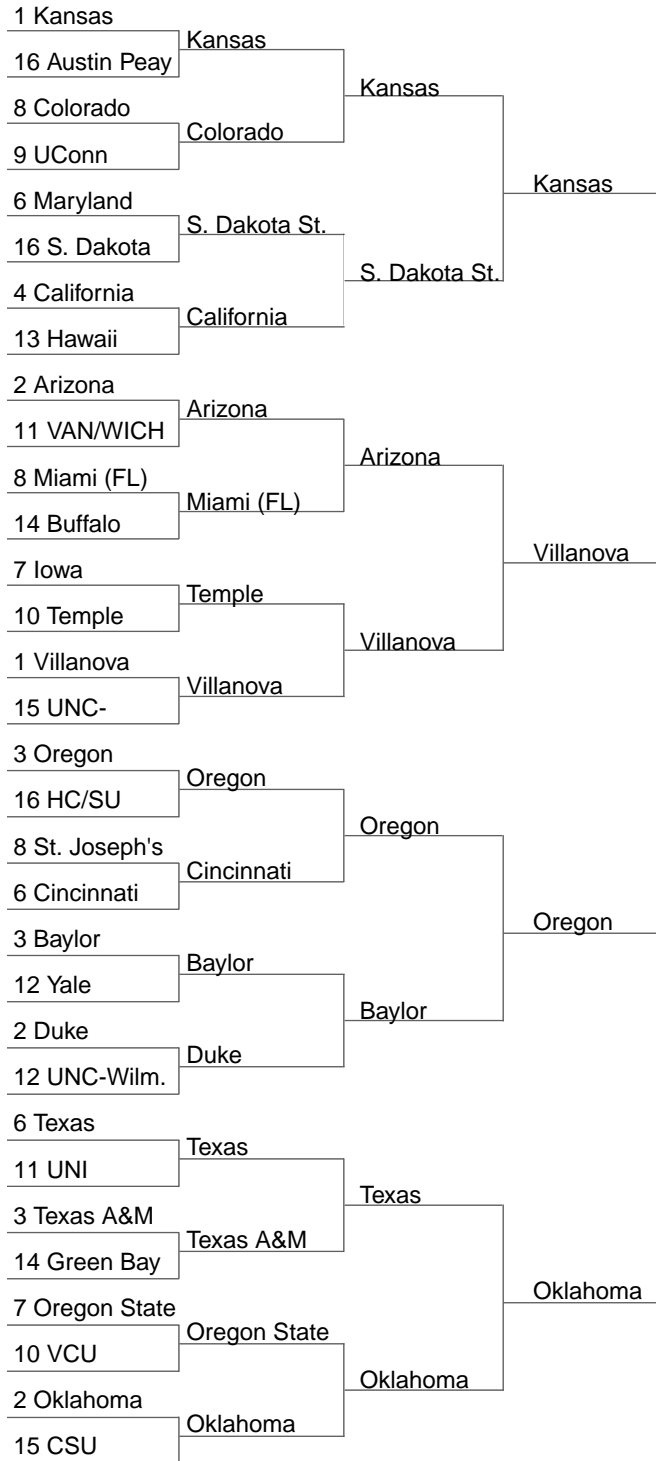 1 Kansas
16 Austin Peay
8 Colorado
9 UConn
6 Maryland
16 S. Dakota
4 California
13 Hawaii
2 Arizona
11 VAN/WICH
8 Miami (FL)
14 Buffalo
7 Iowa
10 Temple
1 Villanova
15 UNC-
3 Oregon
16 HC/SU
8 St. Joseph's
6 Cincinnati
3 Baylor
12 Yale
2 Duke
12 UNC-Wilm.
6 Texas
11 UNI
3 Texas A&M
14 Green Bay
7 Oregon State
10 VCU
2 Oklahoma
15 CSU
Kansas
Colorado
S. Dakota St.
California
Arizona
Miami (FL)
Temple
Villanova
Oregon
Cincinnati
Baylor
Duke
Texas
Texas A&M
Oregon State
Oklahoma
Kansas
S. Dakota St.
Arizona
Villanova
Oregon
Baylor
Texas
Oklahoma
Kansas
Villanova
Oregon
Oklahoma